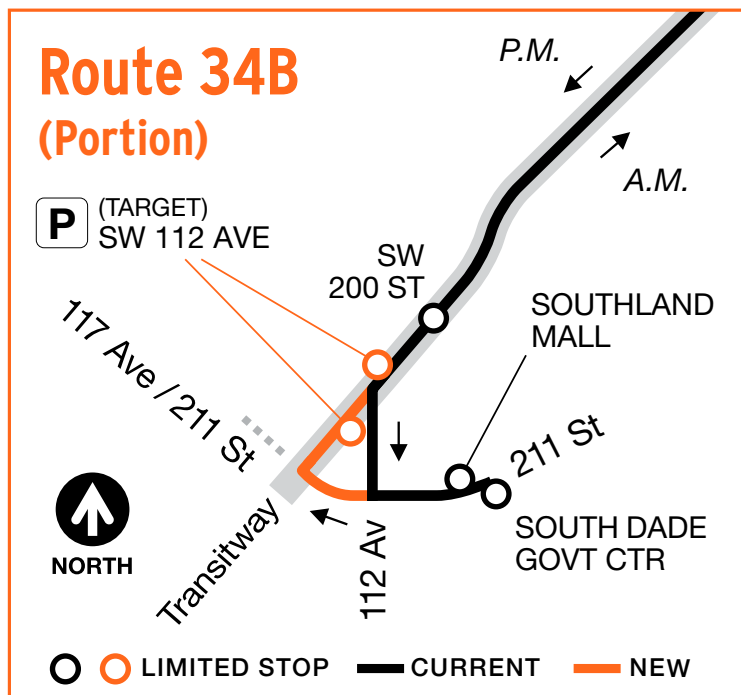 Route 34B
(Portion)
P.M.
A.M.
P
(TARGET)
SW 112 AVE
SW
200 ST
SOUTHLAND
MALL
117 Ave / 211 St
211 St
SOUTH DADE
GOVT CTR
NORTH
Transitway
112 Av
LIMITED STOP
CURRENT
NEW